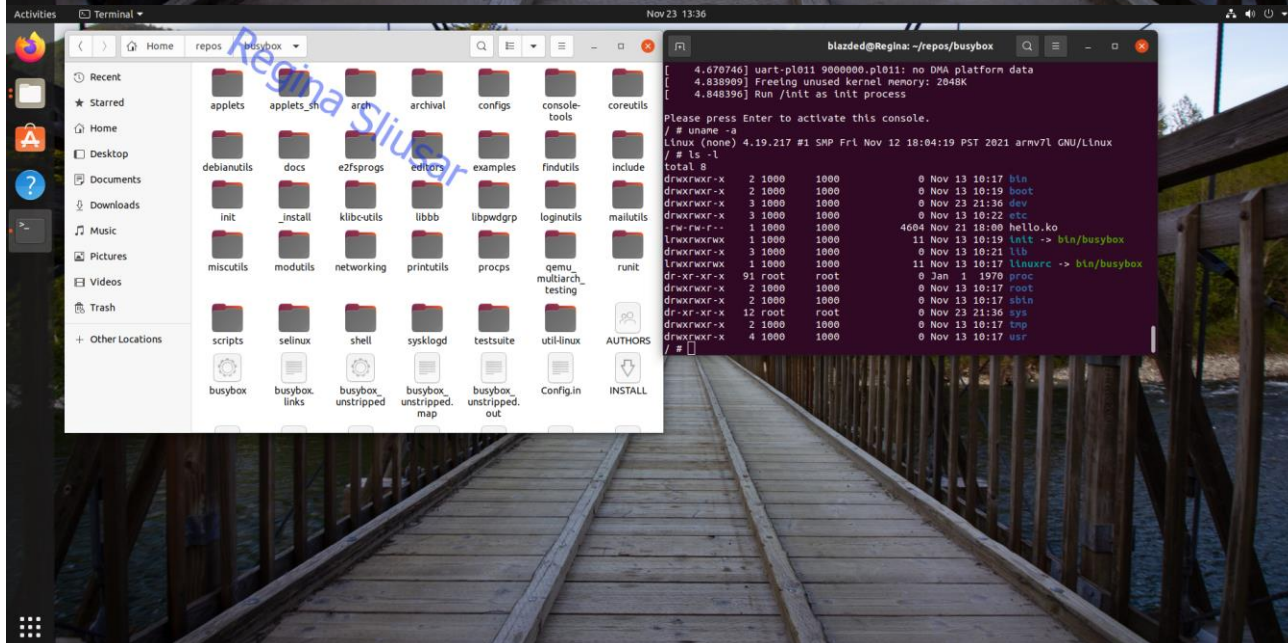 Activities
Terminal
Nov 23 13:36
Home
repos
busybox
Recent
Starred
Home
Desktop
Documents
Downloads
Music
Pictures
Videos
Trash
+ Other Locations
applets applets_sh arch archival configs console-tools coreutils
debianutils docs e2fsprogs editors examples findutils include
init _install klibc-utils libbb libpwdgrp loginutils mailutils
miscutils modutils networking printutils procps qemu_multiarch_testing runit
scripts selinux shell sysklogd testsuite util-linux AUTHORS
busybox busybox.links busybox_unstripped busybox_unstripped.map busybox_unstripped.out Config.in INSTALL
Regina Sliusar
blazded@Regina: ~/repos/busybox
[    4.670746] uart-pl011 9000000.pl011: no DMA platform data
[    4.838909] Freeing unused kernel memory: 2048K
[    4.848396] Run /init as init process
Please press Enter to activate this console.
/ # uname -a
Linux (none) 4.19.217 #1 SMP Fri Nov 12 18:04:19 PST 2021 armv7l GNU/Linux
/ # ls -l
total 8
drwxrwxr-x    2 1000     1000             0 Nov 13 10:17 bin
drwxrwxr-x    2 1000     1000             0 Nov 13 10:19 boot
drwxrwxr-x    3 1000     1000             0 Nov 23 21:36 dev
drwxrwxr-x    3 1000     1000             0 Nov 13 10:22 etc
-rw-rw-r--    1 1000     1000          4604 Nov 21 18:00 hello.ko
lrwxrwxrwx    1 1000     1000            11 Nov 13 10:19 init -> bin/busybox
drwxrwxr-x    3 1000     1000             0 Nov 13 10:21 lib
lrwxrwxrwx    1 1000     1000            11 Nov 13 10:17 linuxrc -> bin/busybox
dr-xr-xr-x   91 root     root             0 Jan  1  1970 proc
drwxrwxr-x    2 1000     1000             0 Nov 13 10:17 root
drwxrwxr-x    2 1000     1000             0 Nov 13 10:17 sbin
dr-xr-xr-x   12 root     root             0 Nov 23 21:36 sys
drwxrwxr-x    2 1000     1000             0 Nov 13 10:17 tmp
drwxrwxr-x    4 1000     1000             0 Nov 13 10:17 usr
/ #